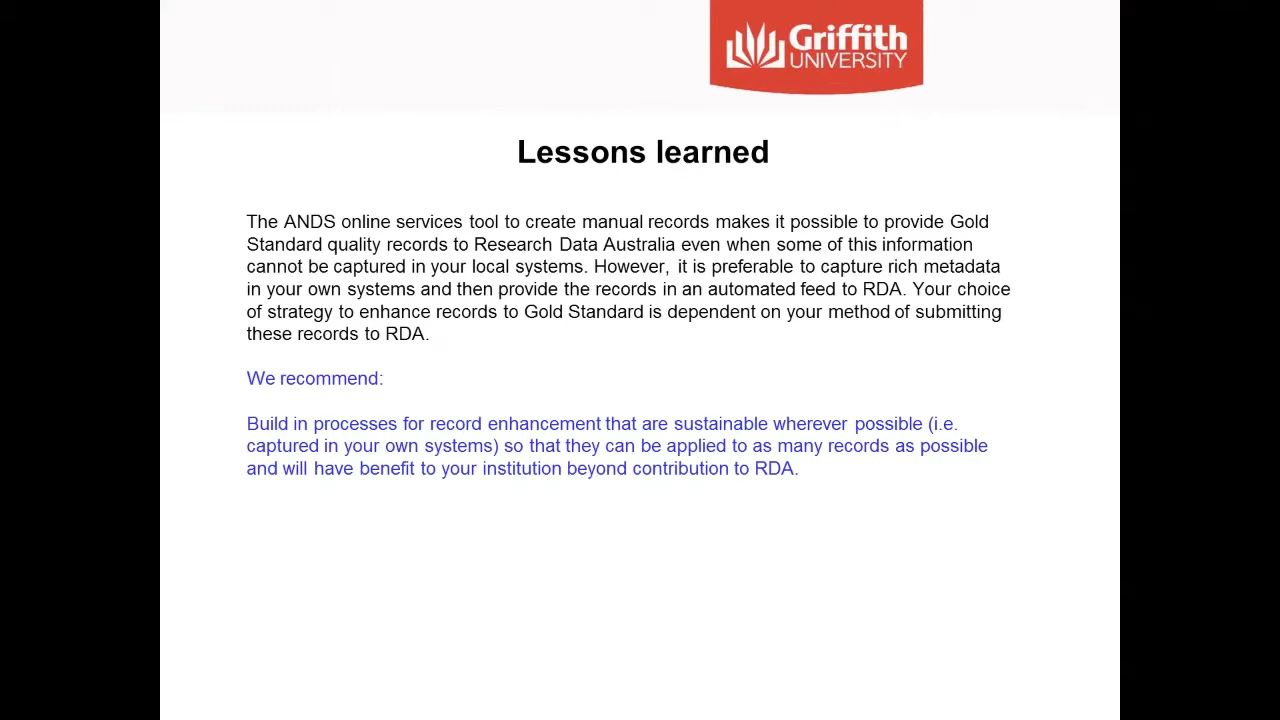 Griffith
UNIVERSITY
Lessons learned
The ANDS online services tool to create manual records makes it possible to provide Gold
Standard quality records to Research Data Australia even when some of this information
cannot be captured in your local systems. However, it is preferable to capture rich metadata
in your own systems and then provide the records in an automated feed to RDA. Your choice
of strategy to enhance records to Gold Standard is dependent on your method of submitting
these records to RDA.
We recommend:
Build in processes for record enhancement that are sustainable wherever possible (i.e.
captured in your own systems) so that they can be applied to as many records as possible
and will have benefit to your institution beyond contribution to RDA.